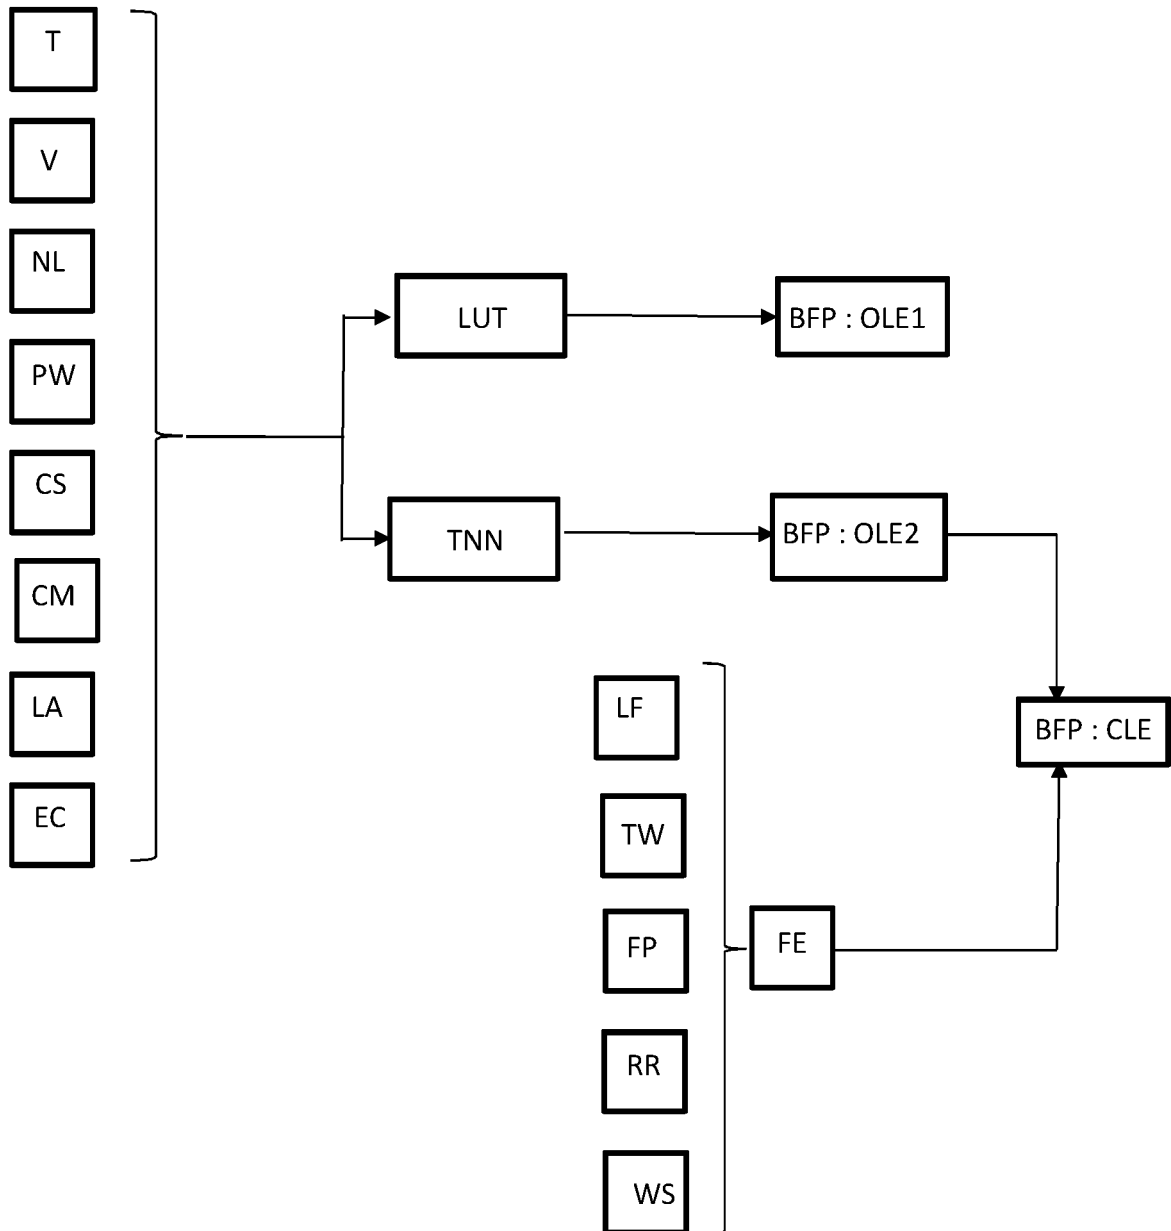 T
V
NL
PW
CS
CM
LA
EC
LUT
BFP : OLE1
TNN
BFP : OLE2
LF
TW
FP
RR
WS
FE
BFP : CLE